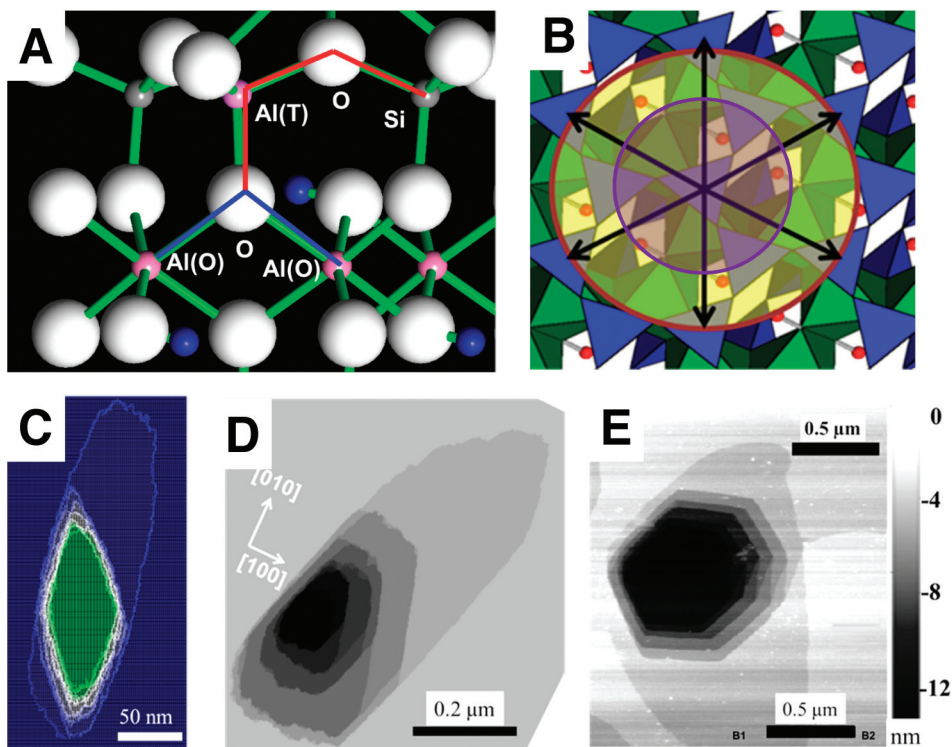 A
O
Al(T)
Si
O
Al(O)
Al(O)
B
C
50 nm
D
[010]
[100]
0.2 µm
E
0.5 µm
0.5 µm
B1
B2
0
-4
-8
-12
nm